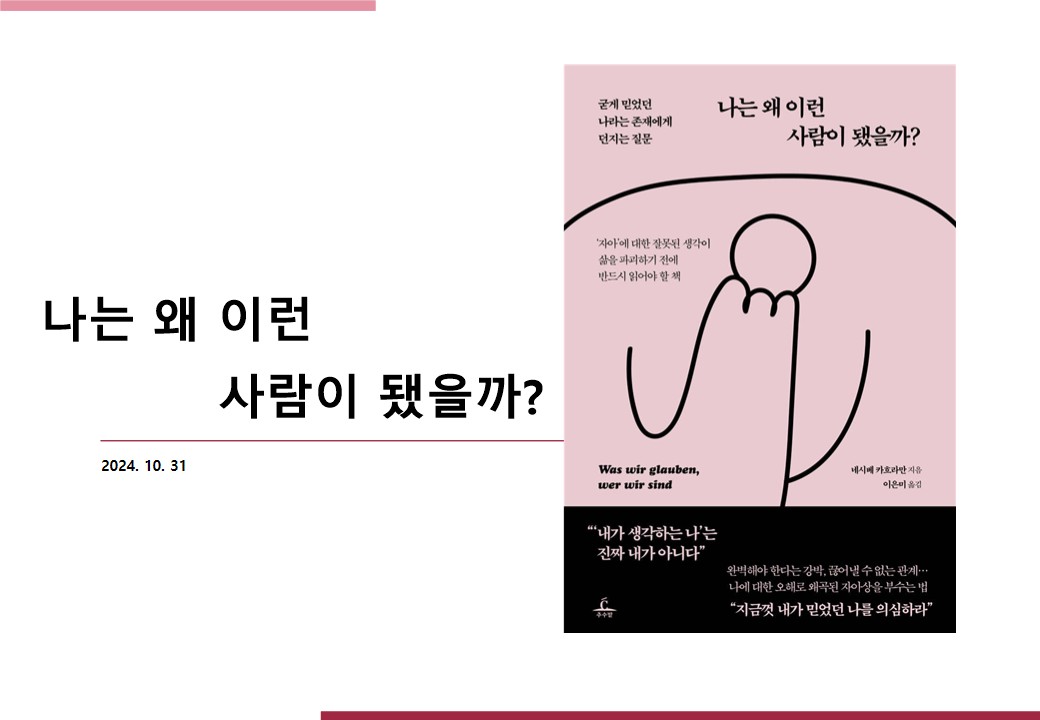 나는 왜 이런
사람이 됐을까?
2024. 10. 31
굳게 믿었던
나라는 존재에게
던지는 질문
나는 왜 이런
사람이 됐을까?
'자아'에 대한 잘못된 생각이
삶을 파괴하기 전에
반드시 읽어야 할 책
Was wir glauben,
wer wir sind
네시베 카흐라만 지음
이은미 옮김
“‘내가 생각하는 나’는
진짜 내가 아니다”
완벽해야 한다는 강박, 끊어낼 수 없는 관계…
나에 대한 오해로 왜곡된 자아상을 부수는 법
“지금껏 내가 믿었던 나를 의심하라”
추수밭